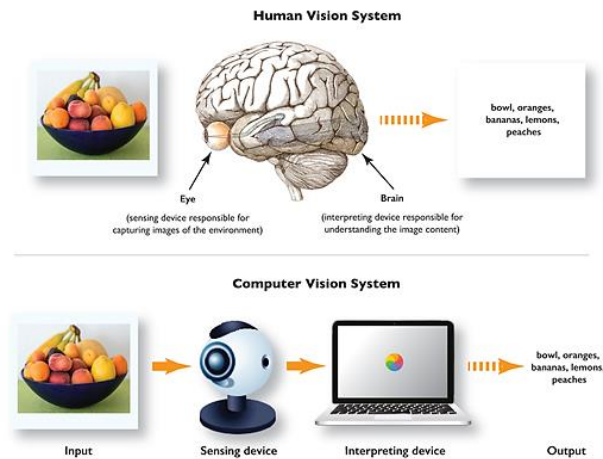 Human Vision System
bowl, oranges,
bananas, lemons,
peaches
Eye
(sensing device responsible for
capturing images of the environment)
Brain
(interpreting device responsible for
understanding the image content)
Computer Vision System
bowl, oranges,
bananas, lemons,
peaches
Input
Sensing device
Interpreting device
Output